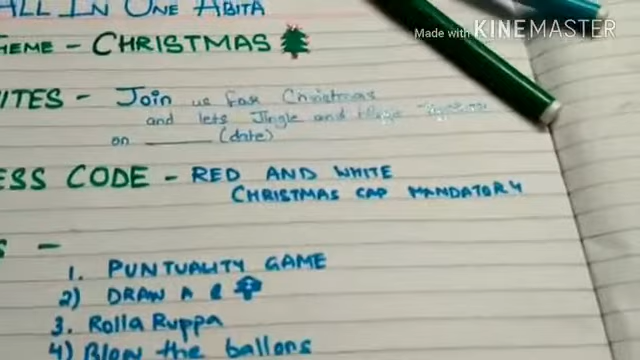 ALL IN ONE ABITA
Made with KINEMASTER
HEME - CHRISTMAS
ITES - Join us for Christmas
and lets Jingle and
on ______ (date)
ESS CODE - RED AND WHITE
CHRISTMAS CAP MANDATORY
S -
1. PUNTUALITY GAME
2) DRAW A &
3. Rolla Ruppa
4) Blow the ballons